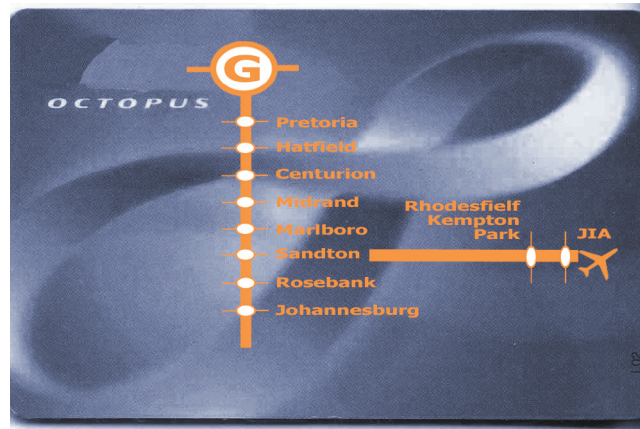 G
OCTOPUS
Pretoria
Hatfield
Centurion
Midrand
Marlboro
Sandton
Rosebank
Johannesburg
Rhodesfielf
Kempton
Park
JIA